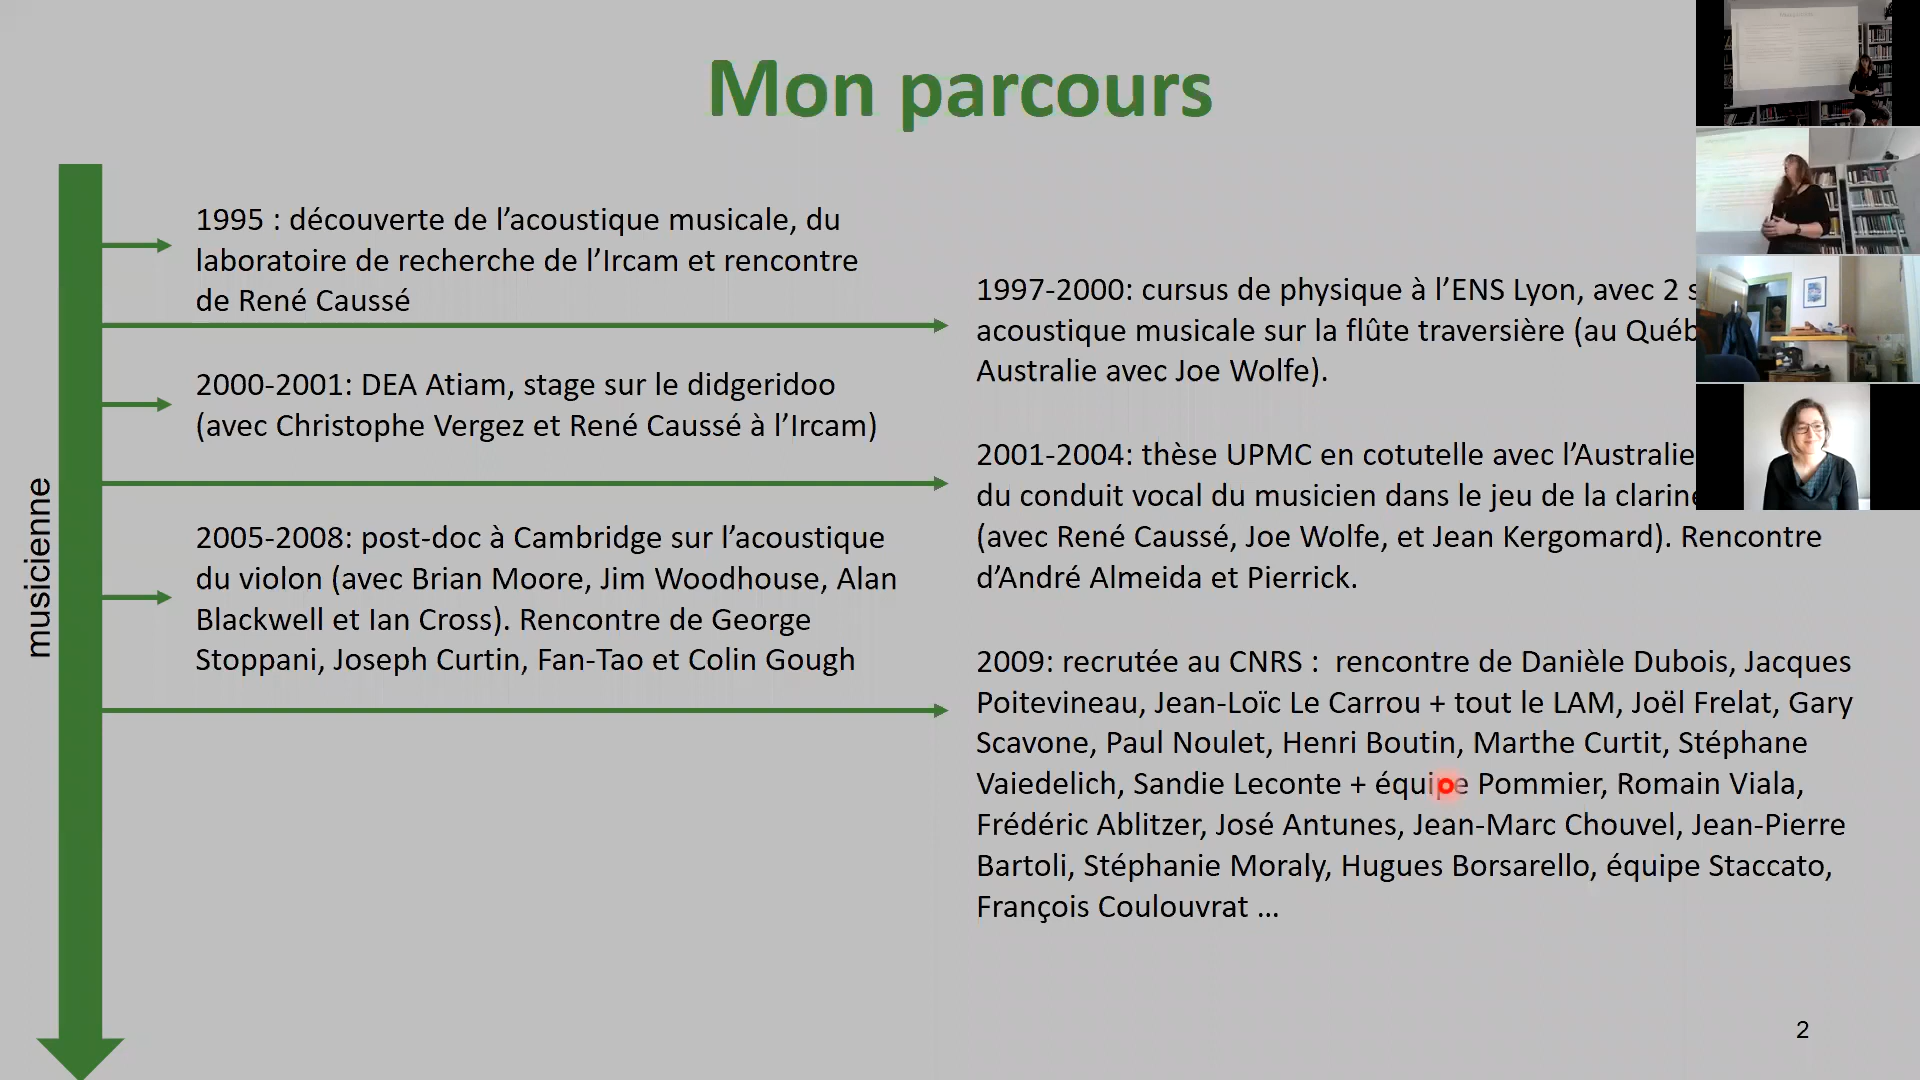 Mon parcours
musicienne
1995 : découverte de l’acoustique musicale, du
laboratoire de recherche de l’Ircam et rencontre
de René Caussé
1997-2000: cursus de physique à l’ENS Lyon, avec 2
acoustique musicale sur la flûte traversière (au
Australie avec Joe Wolfe).
2000-2001: DEA Atiam, stage sur le didgeridoo
(avec Christophe Vergez et René Caussé à l’Ircam)
2001-2004: thèse UPMC en cotutelle avec l’Australie
du conduit vocal du musicien dans le jeu de la
(avec René Caussé, Joe Wolfe, et Jean Kergomard). Rencontre
d’André Almeida et Pierrick.
2005-2008: post-doc à Cambridge sur l’acoustique
du violon (avec Brian Moore, Jim Woodhouse, Alan
Blackwell et Ian Cross). Rencontre de George
Stoppani, Joseph Curtin, Fan-Tao et Colin Gough
2009: recrutée au CNRS :  rencontre de Danièle Dubois, Jacques
Poitevineau, Jean-Loïc Le Carrou + tout le LAM, Joël Frelat, Gary
Scavone, Paul Noulet, Henri Boutin, Marthe Curtit, Stéphane
Vaiedelich, Sandie Leconte + équipe Pommier, Romain Viala,
Frédéric Ablitzer, José Antunes, Jean-Marc Chouvel, Jean-Pierre
Bartoli, Stéphanie Moraly, Hugues Borsarello, équipe Staccato,
François Coulouvrat ...
2